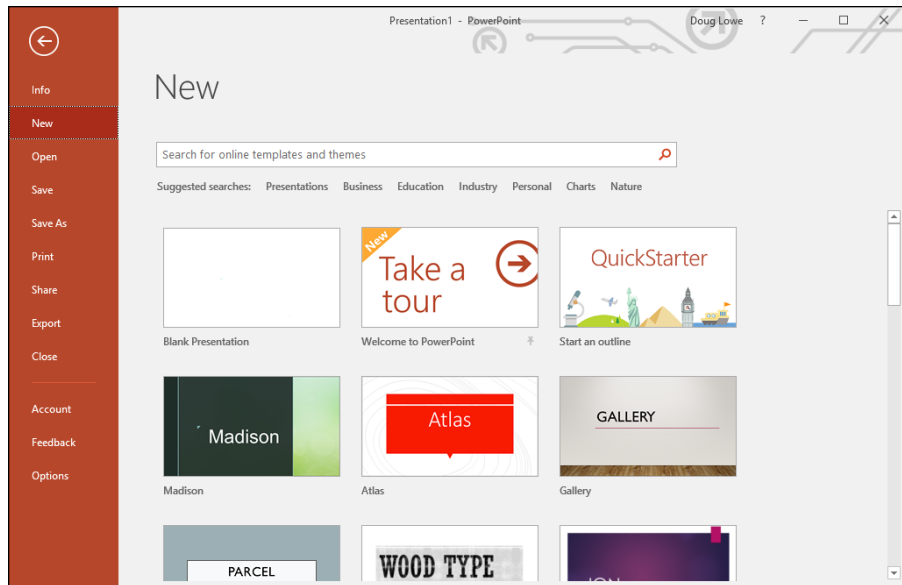 Presentation1 - PowerPoint
Doug Lowe
?
Info
New
Open
Save
Save As
Print
Share
Export
Close
Account
Feedback
Options
New
Search for online templates and themes
Suggested searches: Presentations Business Education Industry Personal Charts Nature
Blank Presentation
New
Take a
tour
Welcome to PowerPoint
QuickStarter
Start an outline
Madison
Madison
Atlas
Atlas
GALLERY
Gallery
PARCEL
WOOD TYPE